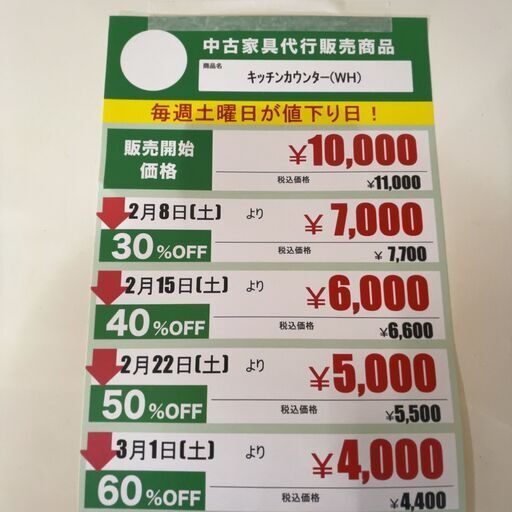 中古家具代行販売商品
商品名
キッチンカウンター(WH)
毎週土曜日が値下り日！
販売開始
価格
¥10,000
税込価格 ¥11,000
2月8日(土) より
30%OFF
¥7,000
税込価格 ¥7,700
2月15日(土) より
40%OFF
¥6,000
税込価格 ¥6,600
2月22日(土) より
50%OFF
¥5,000
税込価格 ¥5,500
3月1日(土) より
60%OFF
¥4,000
税込価格 ¥4,400